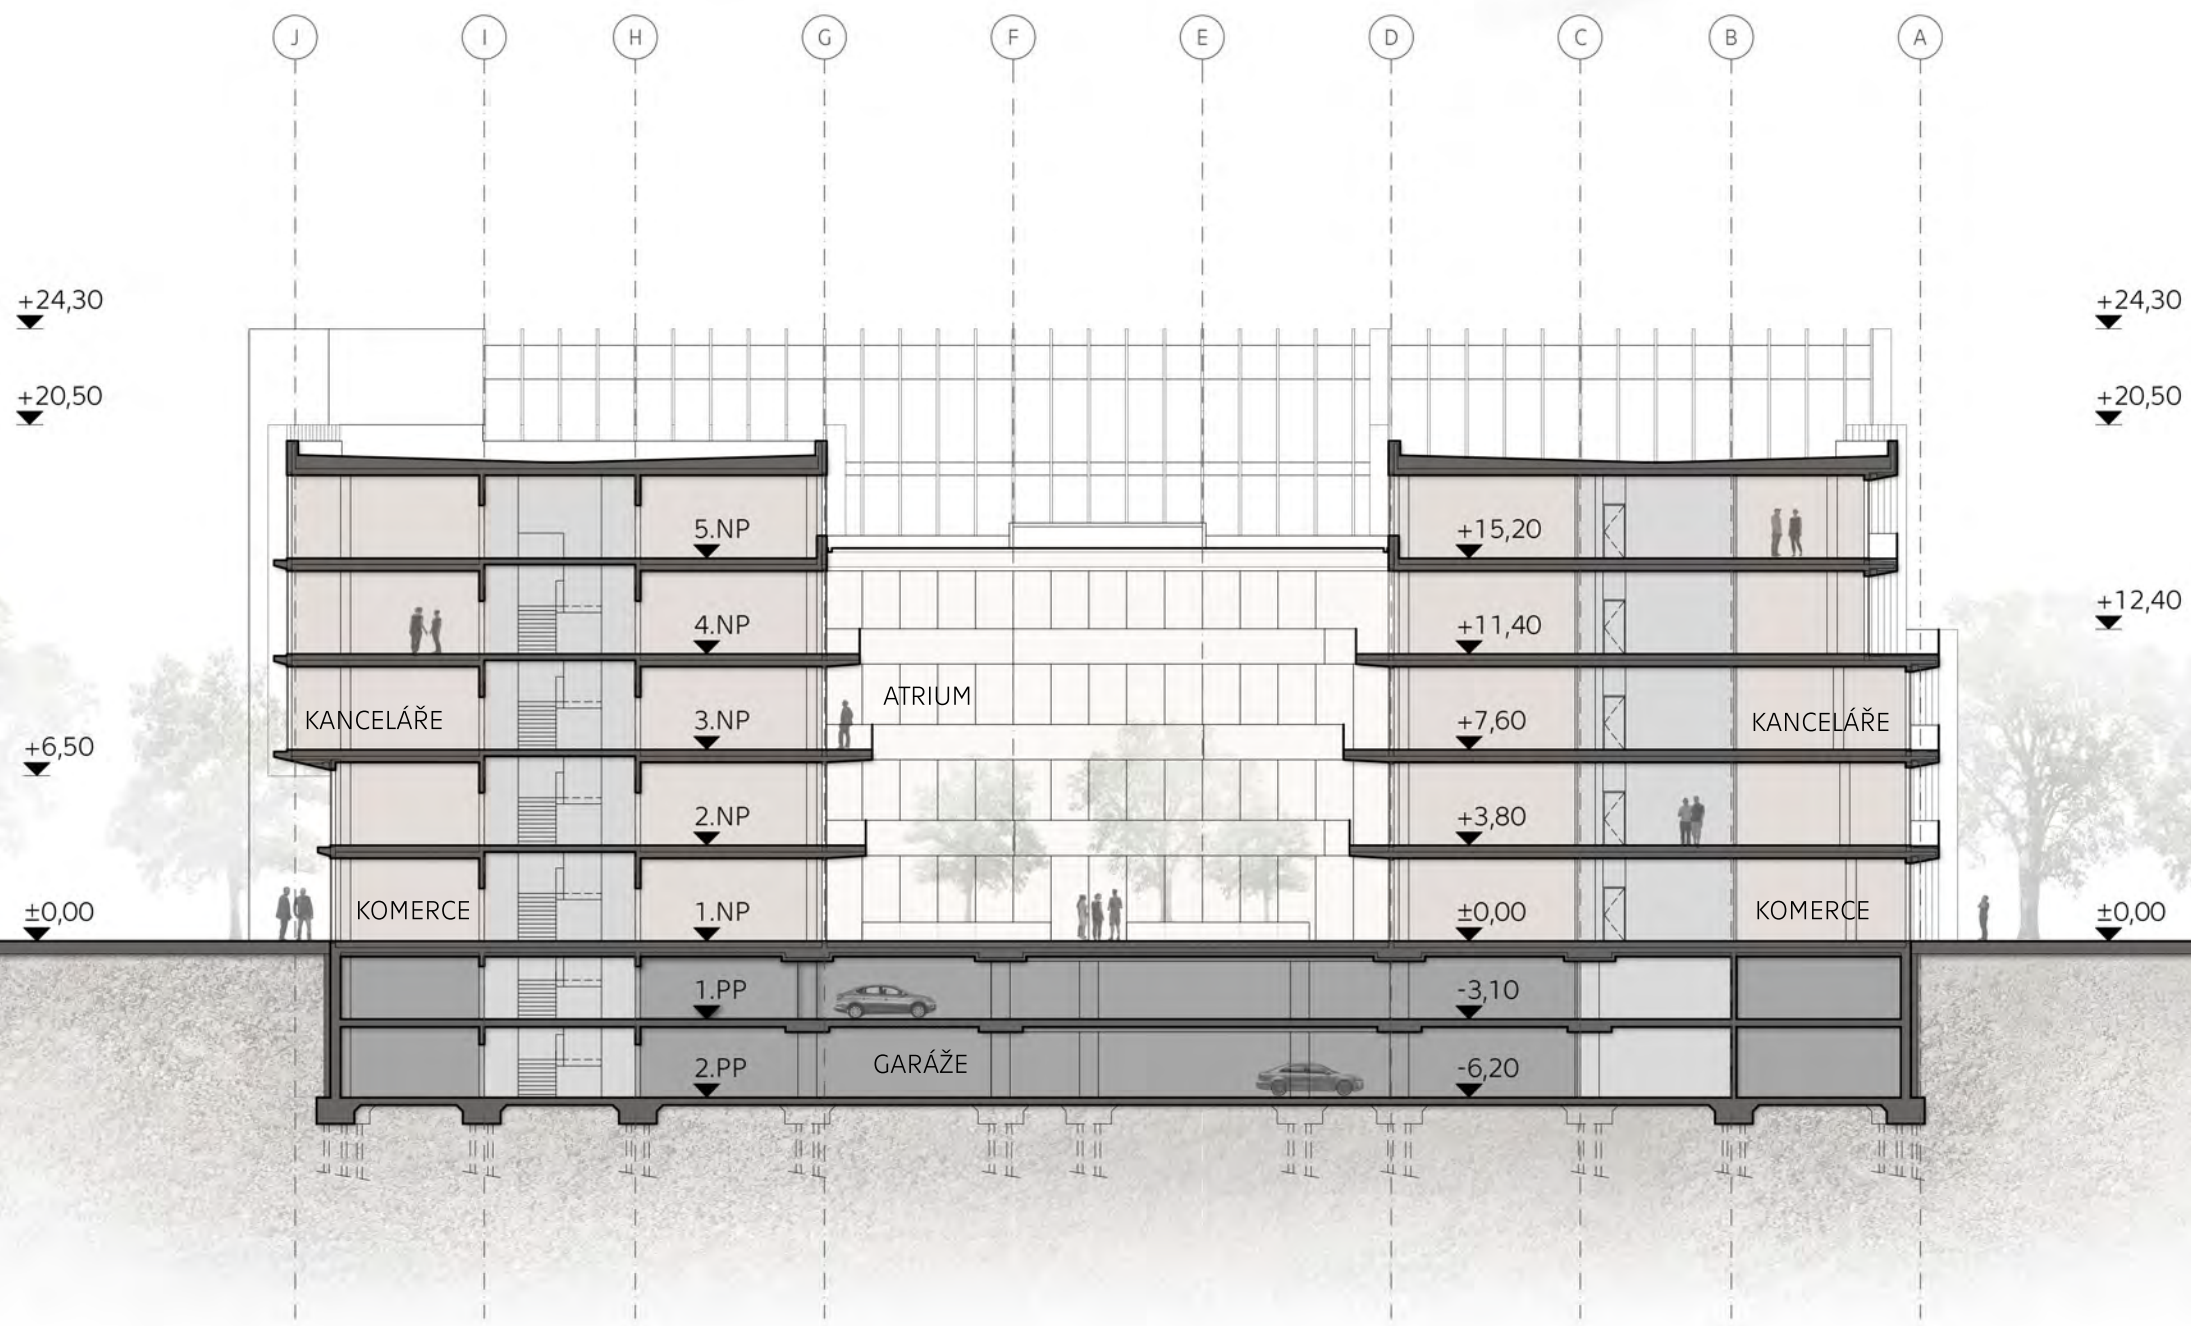 J I H G F E D C B A
+24,30 +24,30
+20,50 +20,50
5.NP +15,20
+12,40
4.NP +11,40
ATRIUM
KANCELÁŘE 3.NP +7,60 KANCELÁŘE
+6,50
2.NP +3,80
KOMERCE KOMERCE
±0,00 1.NP ±0,00 ±0,00
1.PP -3,10
GARÁŽE
2.PP -6,20